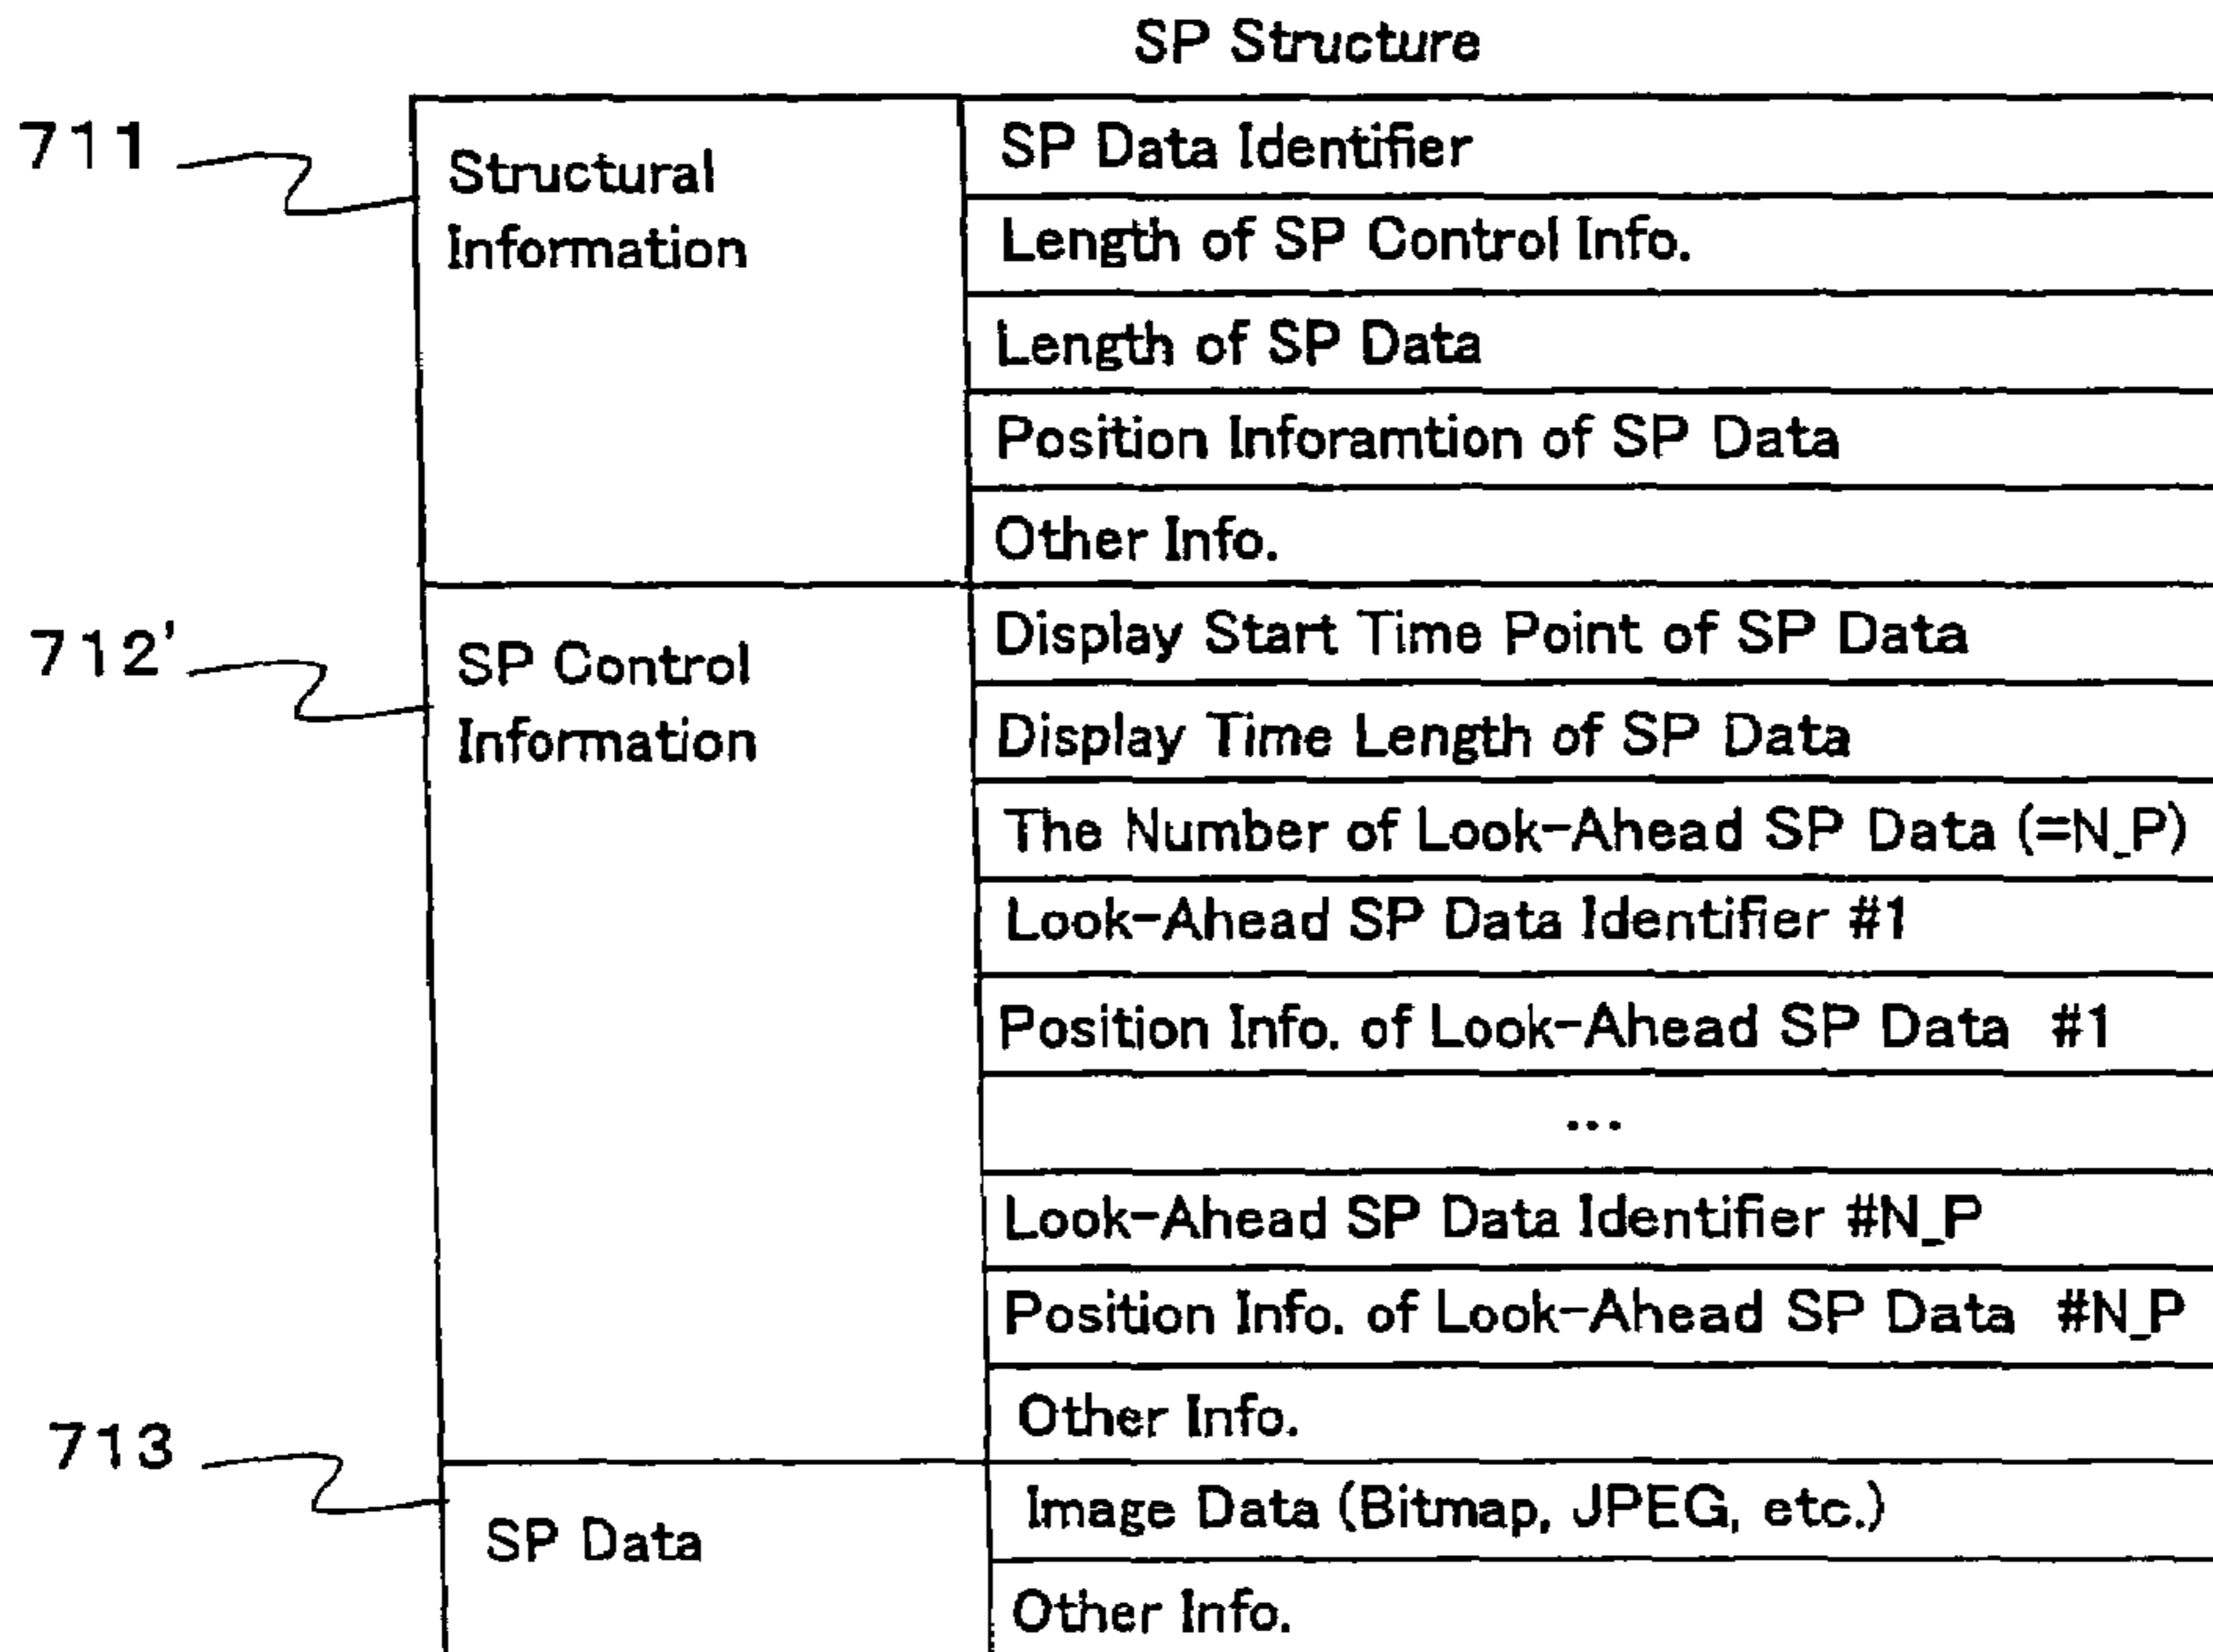 SP Structure
711
Structural
Information
SP Data Identifier
Length of SP Control Info.
Length of SP Data
Position Inforamtion of SP Data
Other Info.
712'
SP Control
Information
Display Start Time Point of SP Data
Display Time Length of SP Data
The Number of Look-Ahead SP Data (=N_P)
Look-Ahead SP Data Identifier #1
Position Info. of Look-Ahead SP Data #1
...
Look-Ahead SP Data Identifier #N_P
Position Info. of Look-Ahead SP Data #N_P
Other Info.
713
SP Data
Image Data (Bitmap, JPEG, etc.)
Other Info.